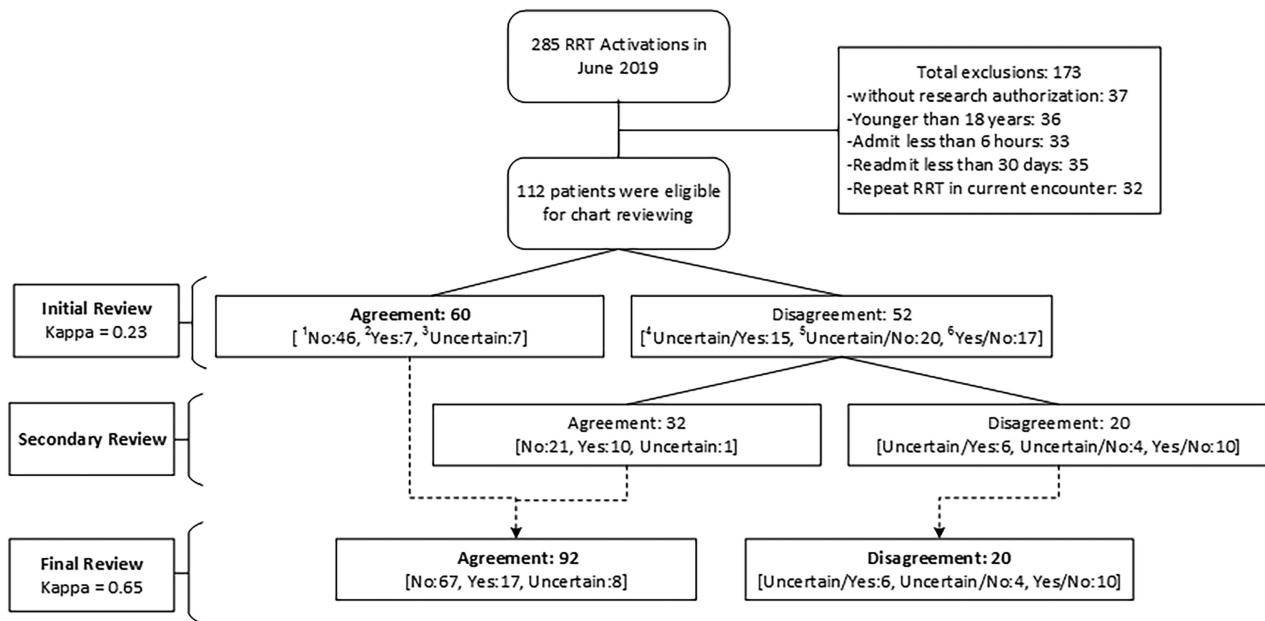 285 RRT Activations in
June 2019
Total exclusions: 173
-without research authorization: 37
-Younger than 18 years: 36
-Admit less than 6 hours: 33
-Readmit less than 30 days: 35
-Repeat RRT in current encounter: 32
112 patients were eligible
for chart reviewing
Initial Review
Kappa = 0.23
Agreement: 60
[ ¹No:46, ²Yes:7, ³Uncertain:7]
Disagreement: 52
[⁴Uncertain/Yes:15, ⁵Uncertain/No:20, ⁶Yes/No:17]
Secondary Review
Agreement: 32
[No:21, Yes:10, Uncertain:1]
Disagreement: 20
[Uncertain/Yes:6, Uncertain/No:4, Yes/No:10]
Final Review
Kappa = 0.65
Agreement: 92
[No:67, Yes:17, Uncertain:8]
Disagreement: 20
[Uncertain/Yes:6, Uncertain/No:4, Yes/No:10]